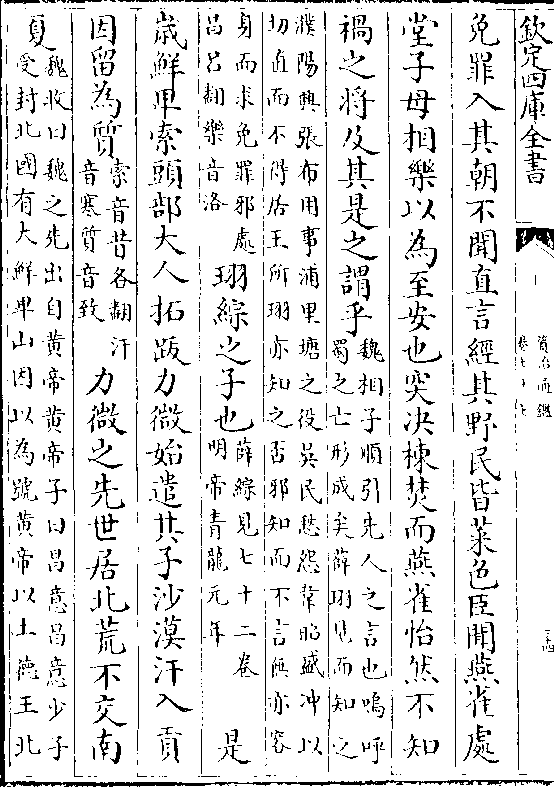 欽定四庫全書
資治通鑑
卷七十七
免罪入其朝不聞直言經其野民皆菜色臣聞燕雀處
堂子母相樂以為至安也突決棟焚而燕雀怡然不知
禍之將及其是之謂乎
魏相子順引先人之言也嗚呼
蜀之亡形成矣薛珝見而知之
濮陽興張布用事浦里塘之役吳民愁怨韋昭盛沖以
切直而不得居王所珝亦知之否邪知而不言無亦容
身而求免罪邪處
昌呂翻樂音洛
珝綜之子也
薛綜見七十二卷
明帝青龍元年
是
歲鮮卑索頭部大人拓跋力微始遣其子沙漠汗入貢
因留為質
索音昔各翻汗
音寒質音致
力微之先世居北荒不交南
夏
魏收曰魏之先出自黃帝黃帝子曰昌意昌意少子
受封北國有大鮮卑山因以為號黃帝以土德王北